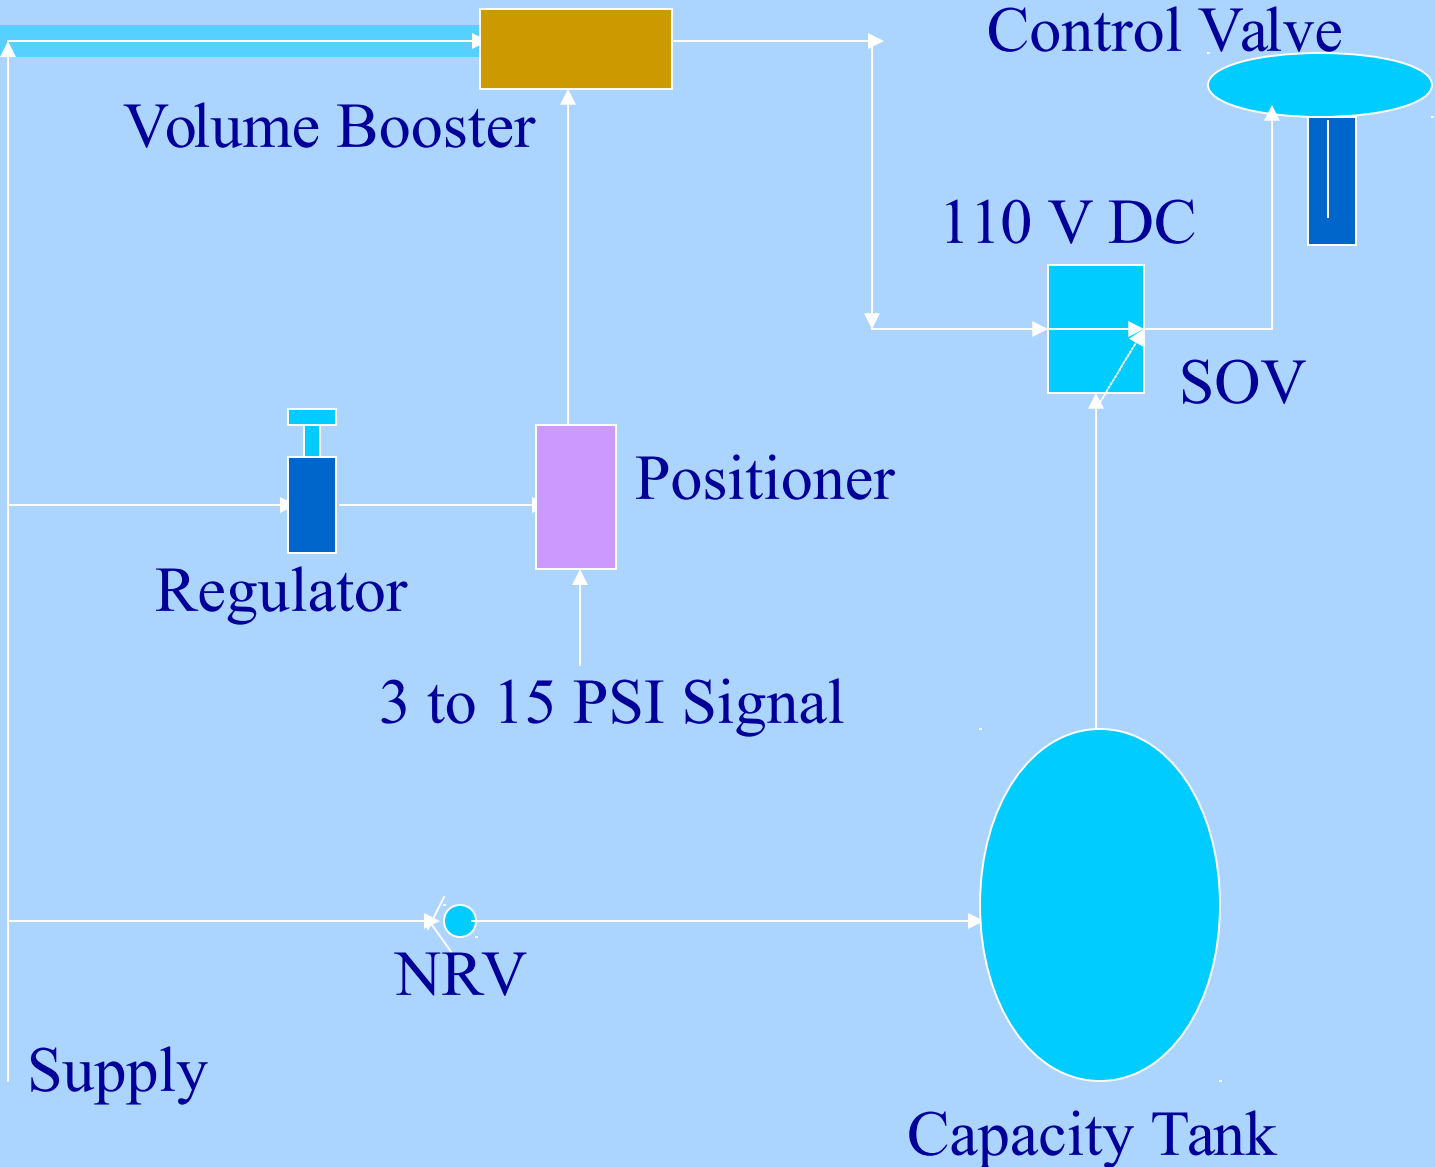 Control Valve
Volume Booster
110 V DC
SOV
Positioner
Regulator
3 to 15 PSI Signal
NRV
Supply
Capacity Tank